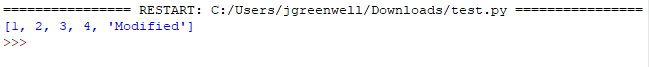 ================ RESTART: C:/Users/jgreenwell/Downloads/test.py ================
[1, 2, 3, 4, 'Modified']
>>>